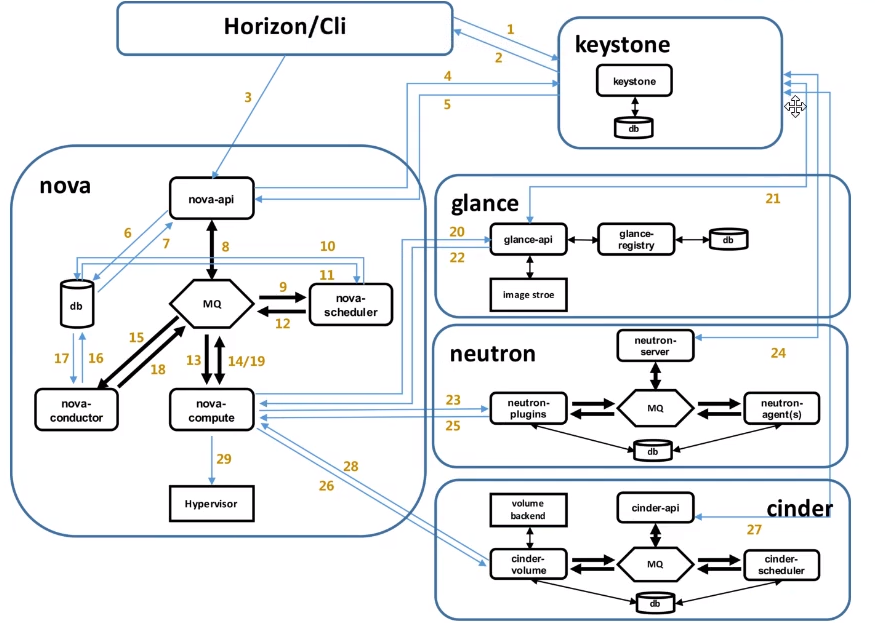 Horizon/Cli
1
2
keystone
keystone
db
3
4
5
nova
nova-api
6
7
8
10
11
db
MQ
9
12
nova-
scheduler
15
18
17
16
13
14/19
nova-
conductor
nova-
compute
29
Hypervisor
glance
21
20
22
glance-api
glance-
registry
db
image stroe
neutron
neutron-
server
24
23
25
neutron-
plugins
MQ
neutron-
agent(s)
db
28
26
cinder
volume
backend
cinder-api
27
cinder-
volume
MQ
cinder-
scheduler
db